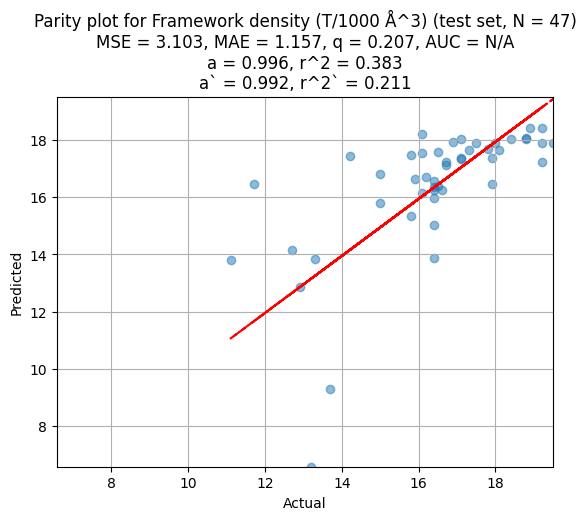 Parity plot for Framework density (T/1000 Å^3) (test set, N = 47)
MSE = 3.103, MAE = 1.157, q = 0.207, AUC = N/A
a = 0.996, r^2 = 0.383
a` = 0.992, r^2` = 0.211
18
16
14
12
10
8
Predicted
8
10
12
14
16
18
Actual